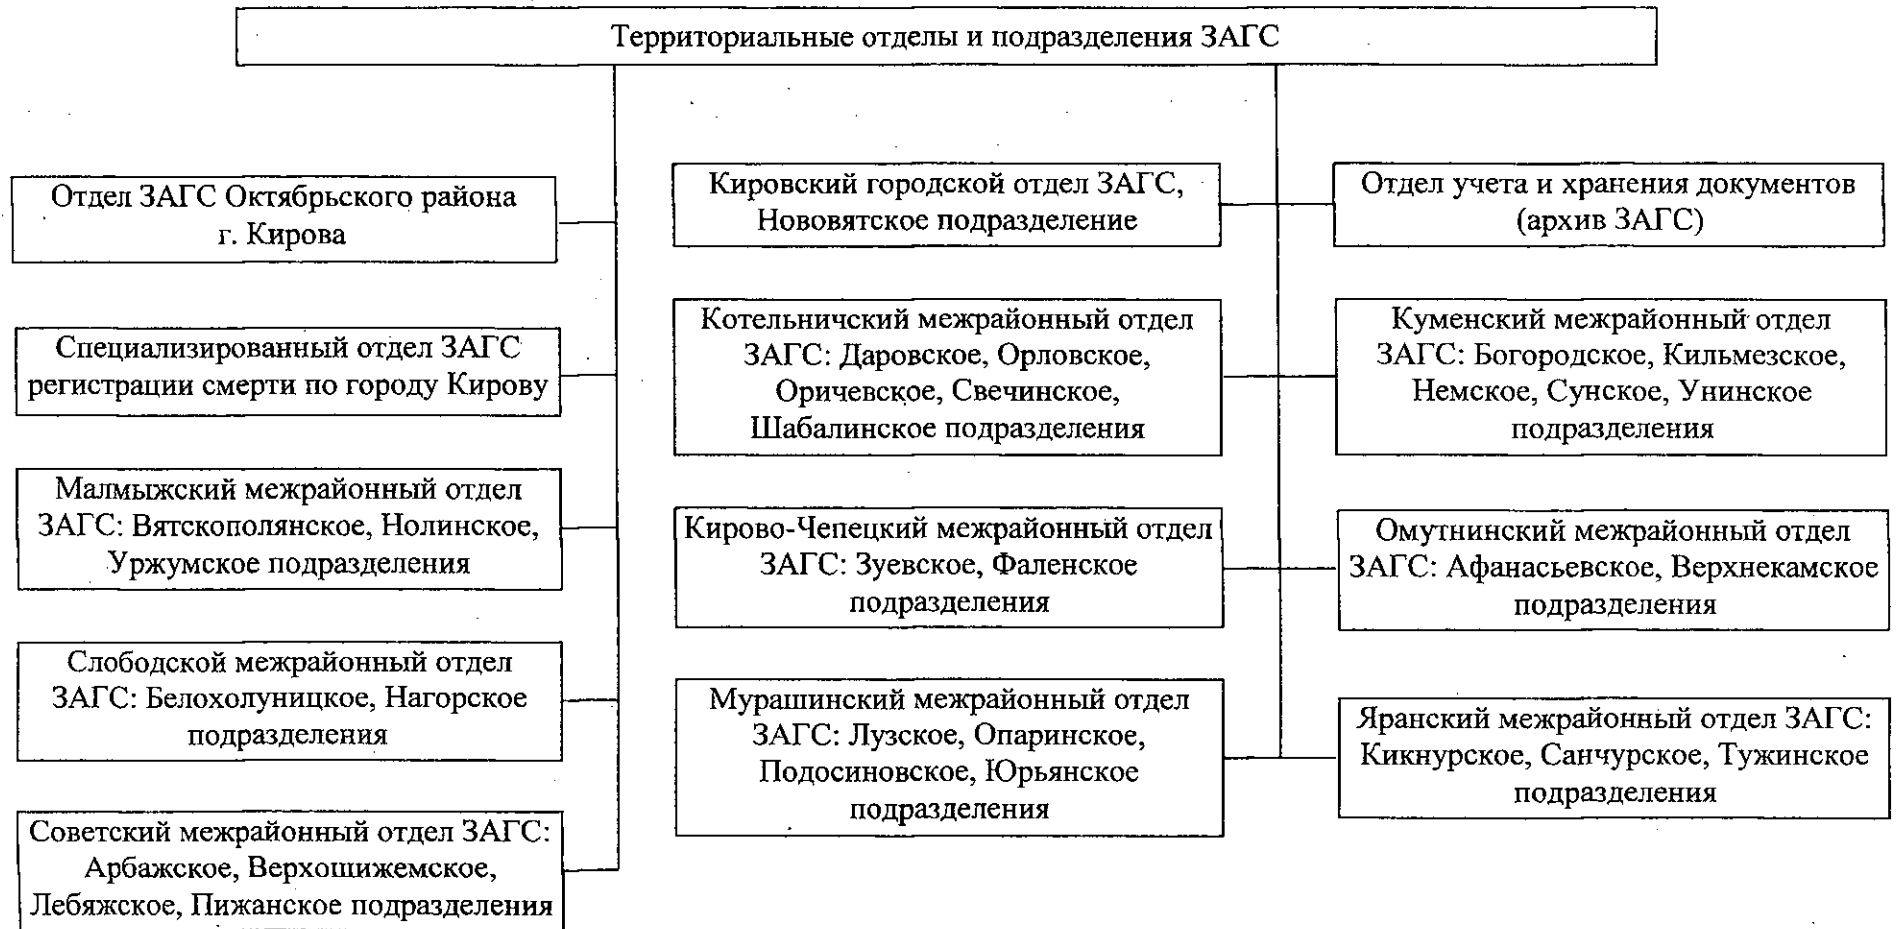 Территориальные отделы и подразделения ЗАГС
Отдел ЗАГС Октябрьского района
г. Кирова
Специализированный отдел ЗАГС
регистрации смерти по городу Кирову
Малмыжский межрайонный отдел
ЗАГС: Вятскополянское, Нолинское,
Уржумское подразделения
Слободской межрайонный отдел
ЗАГС: Белохолуницкое, Нагорское
подразделения
Советский межрайонный отдел ЗАГС:
Арбажское, Верхошижемское,
Лебяжское, Пижанское подразделения
Кировский городской отдел ЗАГС,
Нововятское подразделение
Котельничский межрайонный отдел
ЗАГС: Даровское, Орловское,
Оричевское, Свечинское,
Шабалинское подразделения
Кирово-Чепецкий межрайонный отдел
ЗАГС: Зуевское, Фаленское
подразделения
Мурашинский межрайонный отдел
ЗАГС: Лузское, Опаринское,
Подосиновское, Юрьянское
подразделения
Отдел учета и хранения документов
(архив ЗАГС)
Куменский межрайонный отдел
ЗАГС: Богородское, Кильмезское,
Немское, Сунское, Унинское
подразделения
Омутнинский межрайонный отдел
ЗАГС: Афанасьевское, Верхнекамское
подразделения
Яранский межрайонный отдел ЗАГС:
Кикнурское, Санчурское, Тужинское
подразделения